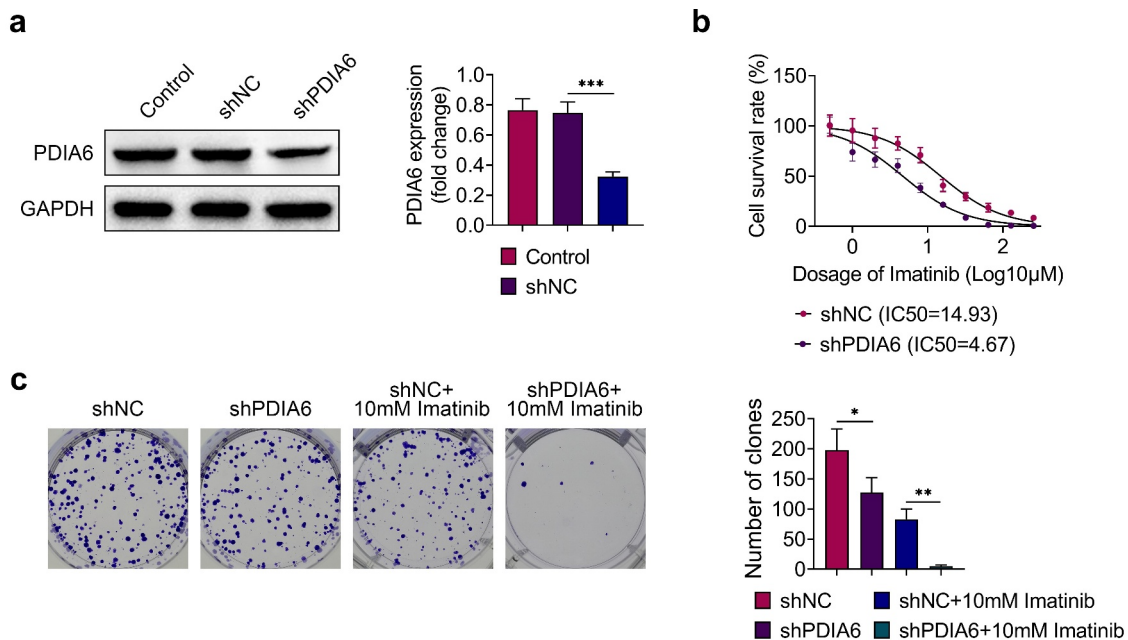 a
Control
shNC
shPDIA6
PDIA6
GAPDH
PDIA6 expression
(fold change)
1.0
0.8
0.6
0.4
0.2
0.0
***
Control
shNC
b
Cell survival rate (%)
150
100
50
0
0
1
2
Dosage of Imatinib (Log10μM)
shNC (IC50=14.93)
shPDIA6 (IC50=4.67)
c
shNC
shPDIA6
shNC+
10mM Imatinib
shPDIA6+
10mM Imatinib
Number of clones
250
200
150
100
50
0
*
**
shNC
shNC+10mM Imatinib
shPDIA6
shPDIA6+10mM Imatinib